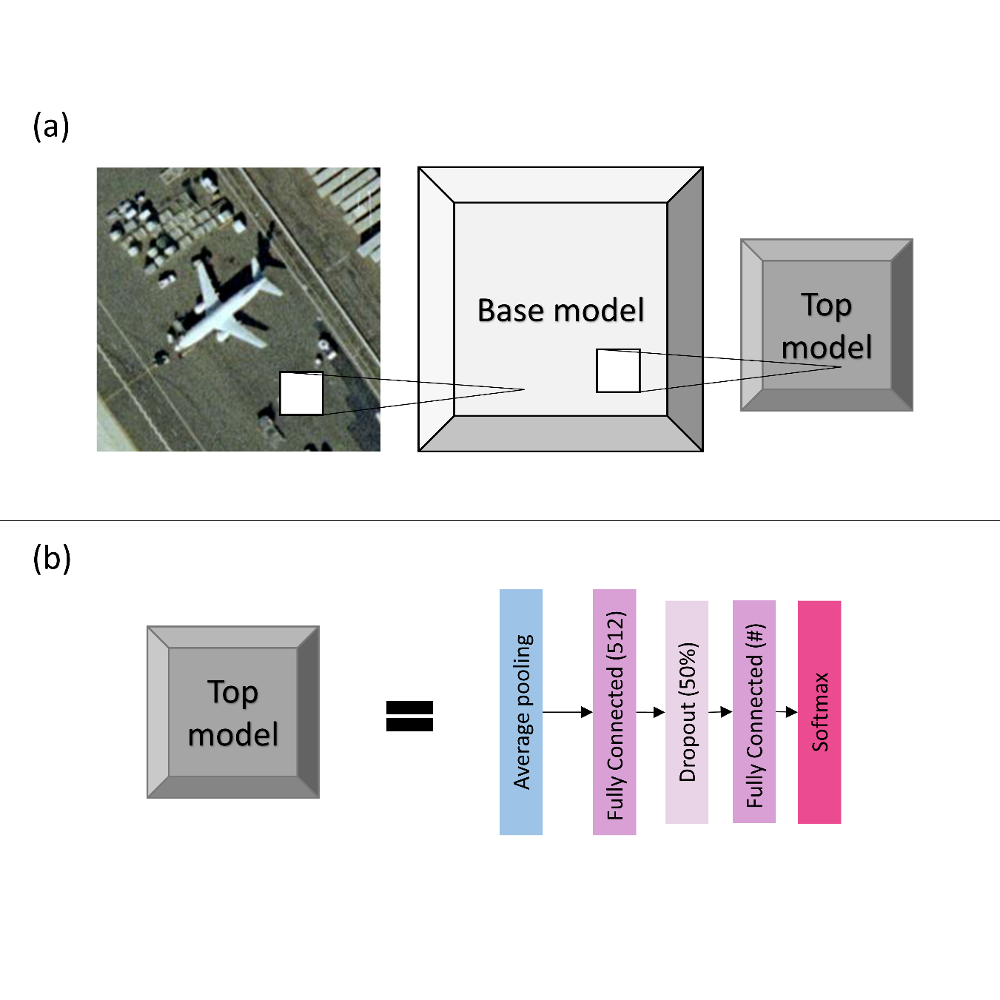 (a)
Base model
Top
model
(b)
Top
model
Average pooling
Fully Connected (512)
Dropout (50%)
Fully Connected (#)
Softmax